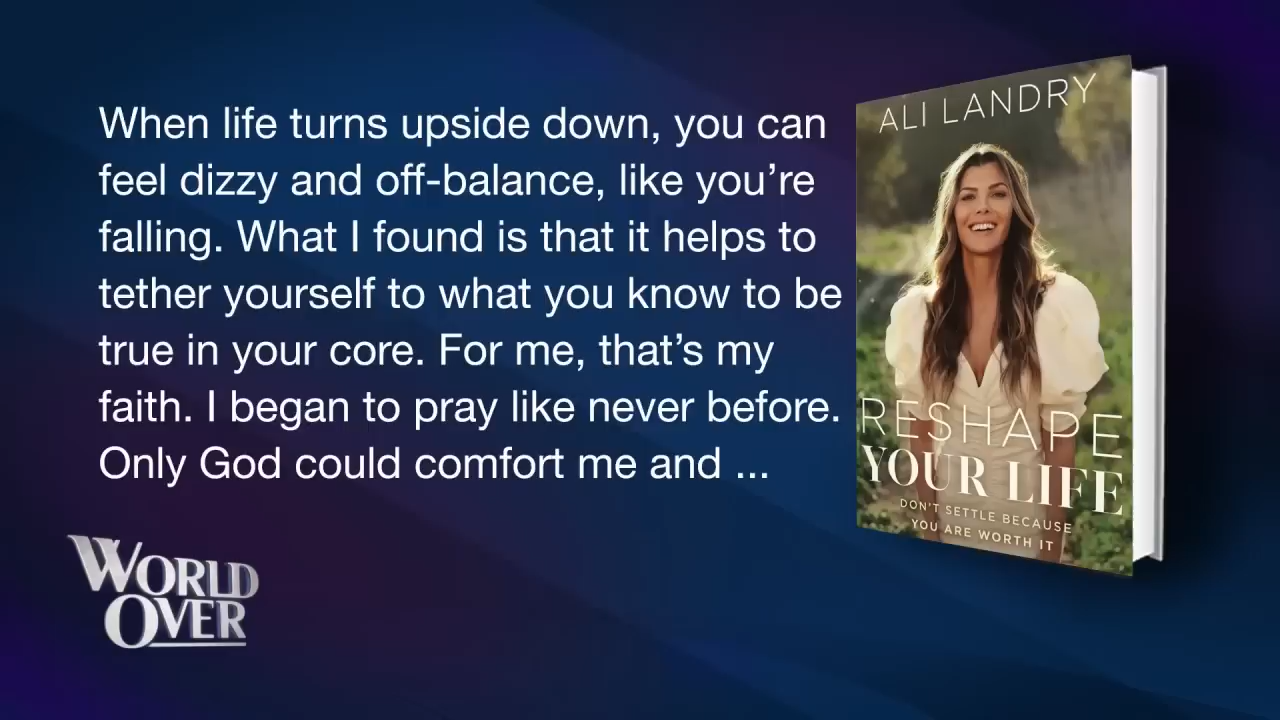 When life turns upside down, you can
feel dizzy and off-balance, like you’re
falling. What I found is that it helps to
tether yourself to what you know to be
true in your core. For me, that’s my
faith. I began to pray like never before.
Only God could comfort me and ...
ALI LANDRY
RESHAPE
YOUR LIFE
DON'T SETTLE BECAUSE
YOU ARE WORTH IT
WORLD
OVER